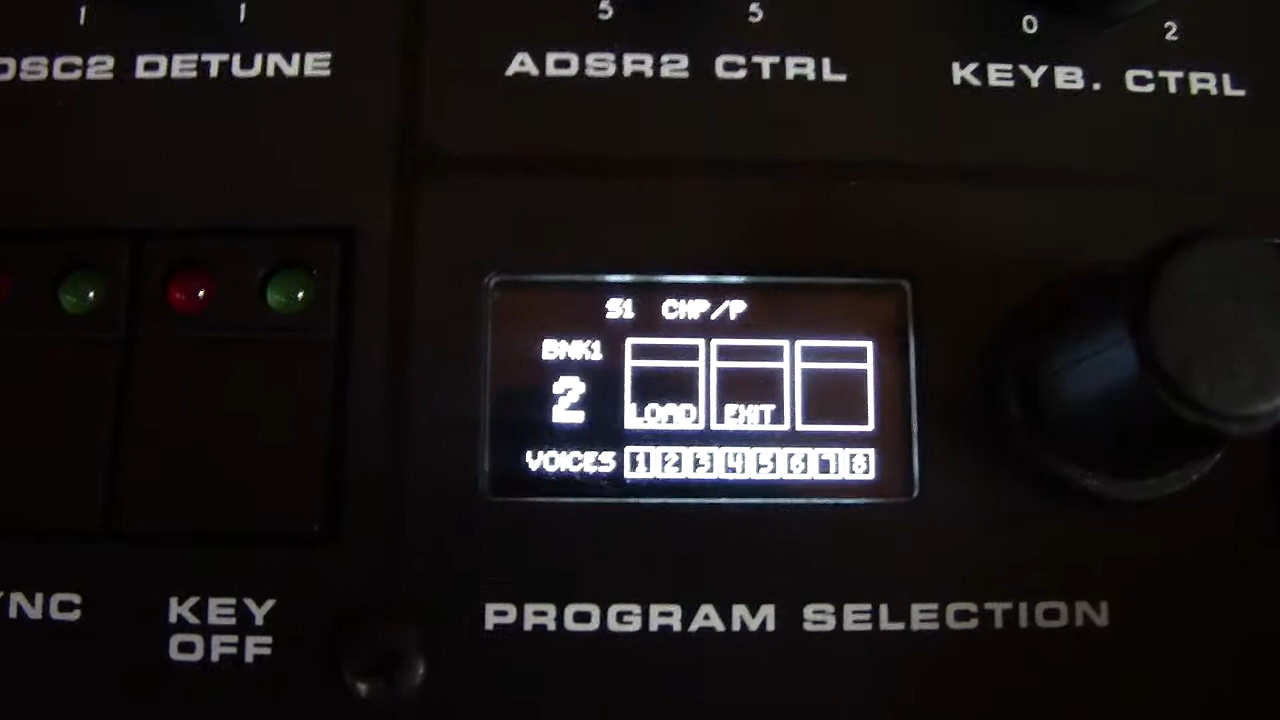 1 1 5 5 0 2
OSC2 DETUNE ADSR2 CTRL KEYB. CTRL
S1 CHP/P
BNK1
2
LOAD EXIT
VOICES 1 2 3 4 5 6 7 8
YNC KEY OFF
PROGRAM SELECTION